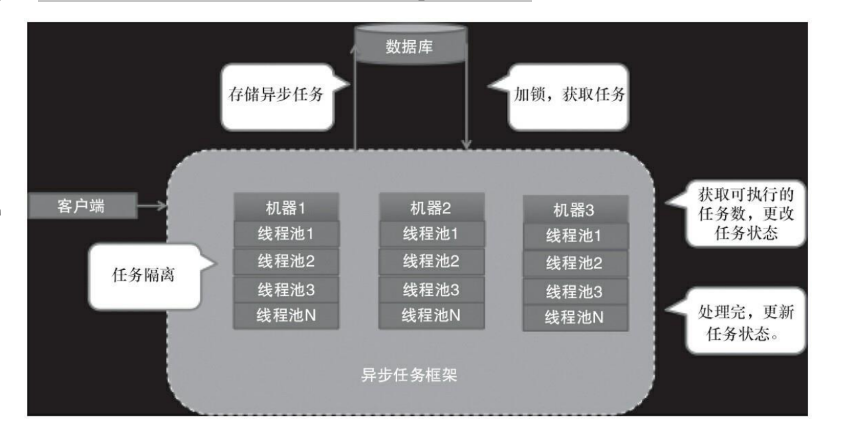 数据库
存储异步任务
加锁，获取任务
客户端
机器1
线程池1
线程池2
线程池3
线程池N
机器2
线程池1
线程池2
线程池3
线程池N
机器3
线程池1
线程池2
线程池3
线程池N
任务隔离
获取可执行的
任务数，更改
任务状态
处理完，更新
任务状态。
异步任务框架